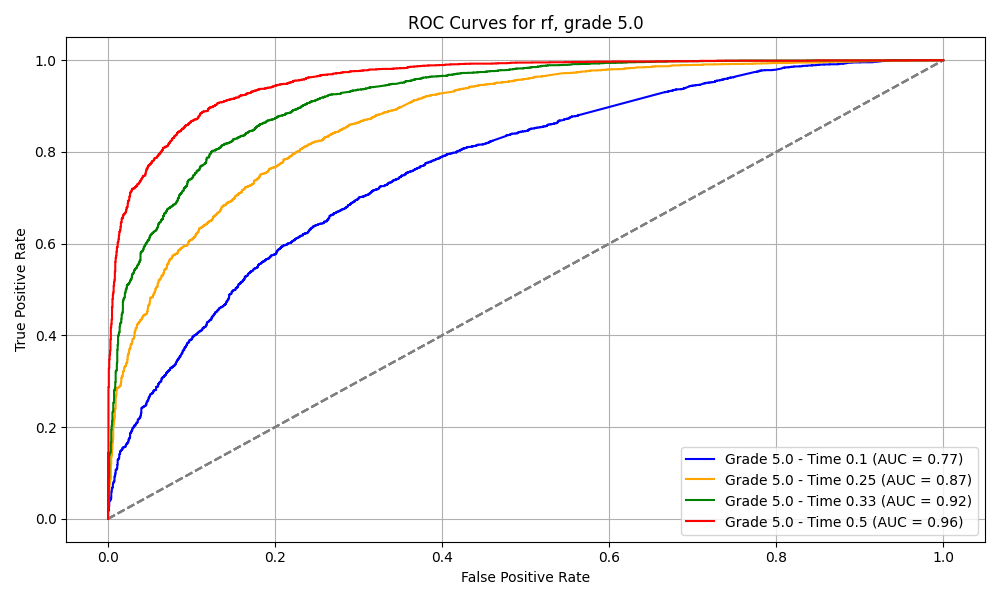 ROC Curves for rf, grade 5.0
True Positive Rate
1.0
0.8
0.6
0.4
0.2
0.0
0.0 0.2 0.4 0.6 0.8 1.0
False Positive Rate
Grade 5.0 - Time 0.1 (AUC = 0.77)
Grade 5.0 - Time 0.25 (AUC = 0.87)
Grade 5.0 - Time 0.33 (AUC = 0.92)
Grade 5.0 - Time 0.5 (AUC = 0.96)